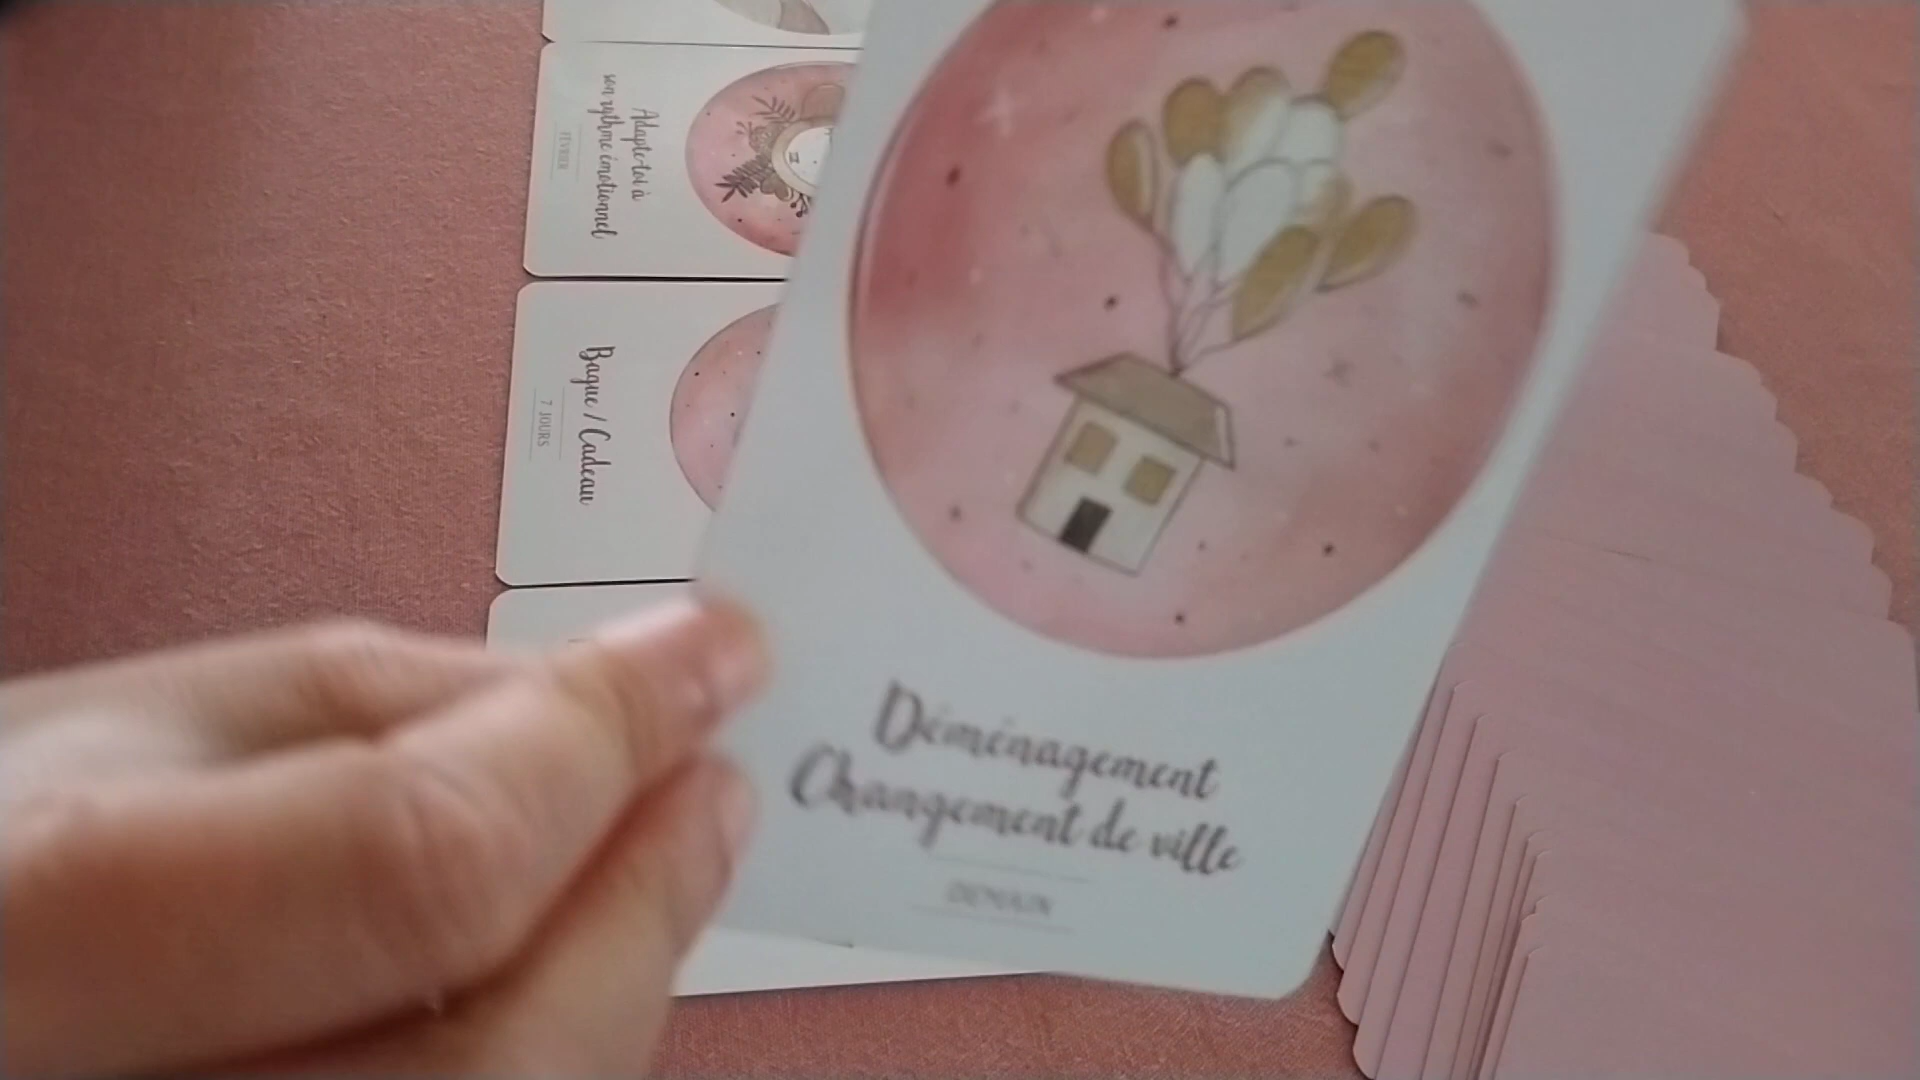 Adapte-toi à
son rythme émotionnel
FÉVRIER
Bague / Cadeau
7 JOURS
Déménagement
Changement de ville
DEMAIN